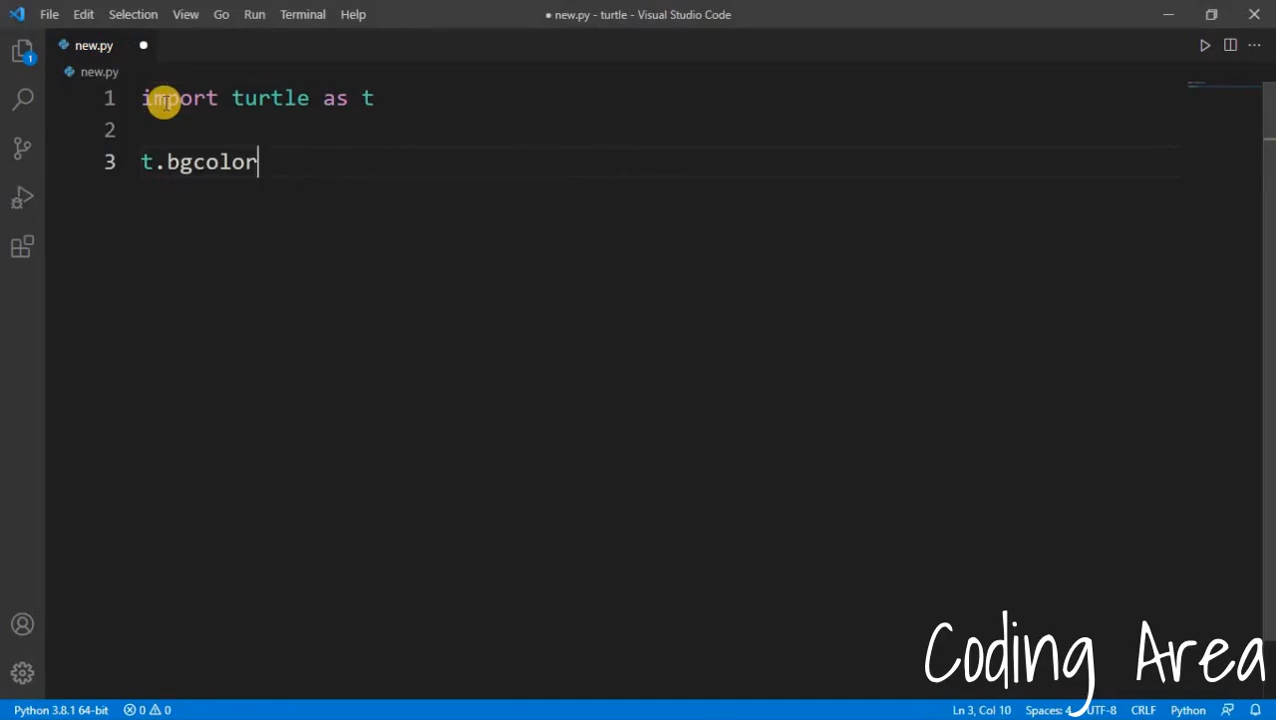 File Edit Selection View Go Run Terminal Help
● new.py - turtle - Visual Studio Code
new.py
new.py
1 import turtle as t
2
3 t.bgcolor
1
Coding Area
Python 3.8.1 64-bit 0 0 Ln 3, Col 10 Spaces: 4 UTF-8 CRLF Python